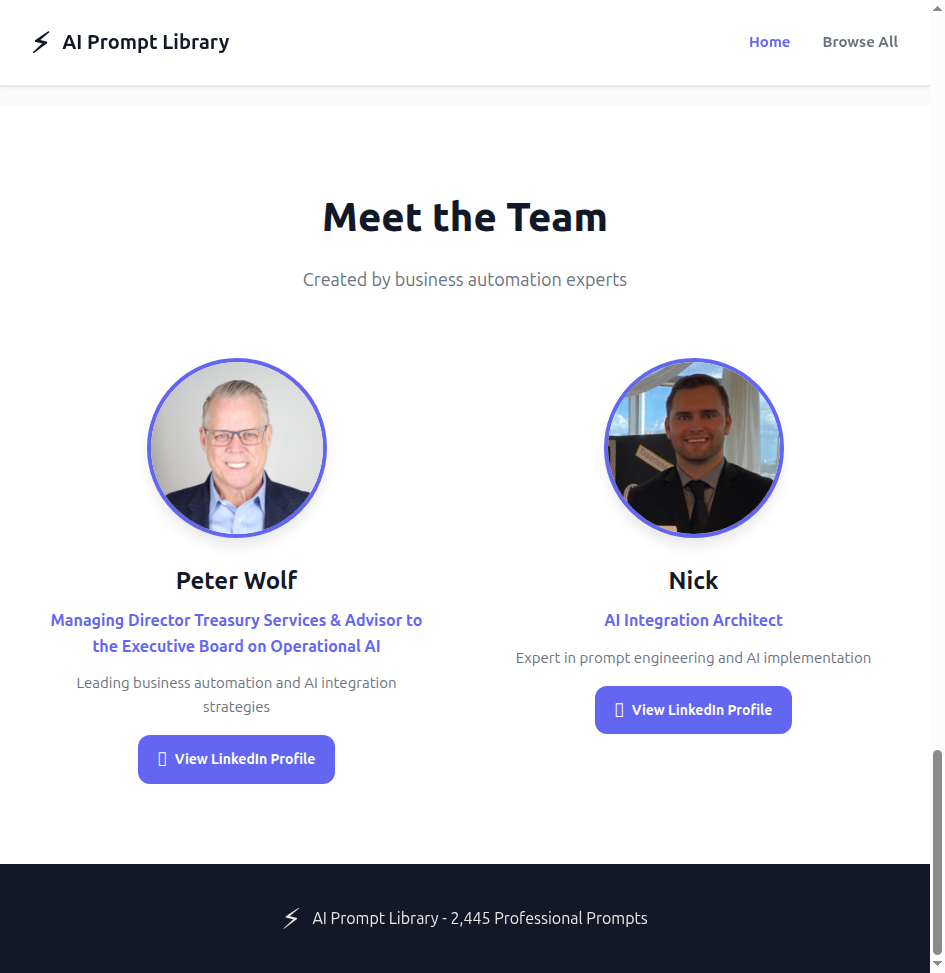 AI Prompt Library
Home
Browse All
Meet the Team
Created by business automation experts
Peter Wolf
Managing Director Treasury Services & Advisor to
the Executive Board on Operational AI
Leading business automation and AI integration
strategies
View LinkedIn Profile
Nick
AI Integration Architect
Expert in prompt engineering and AI implementation
View LinkedIn Profile
AI Prompt Library - 2,445 Professional Prompts